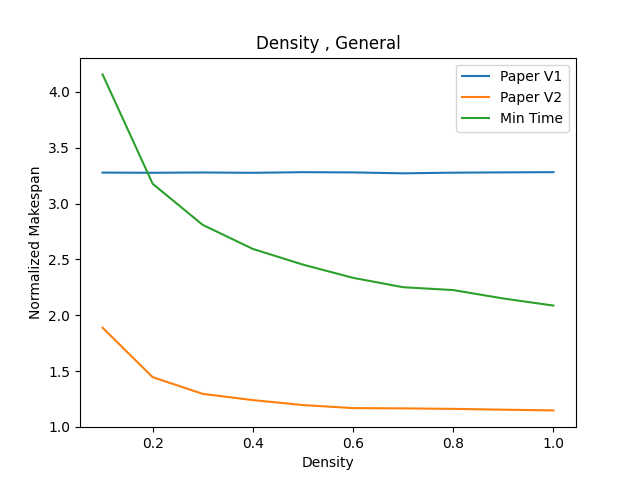 Density , General
Paper V1
Paper V2
Min Time
Normalized Makespan
4.0
3.5
3.0
2.5
2.0
1.5
1.0
0.2 0.4 0.6 0.8 1.0
Density